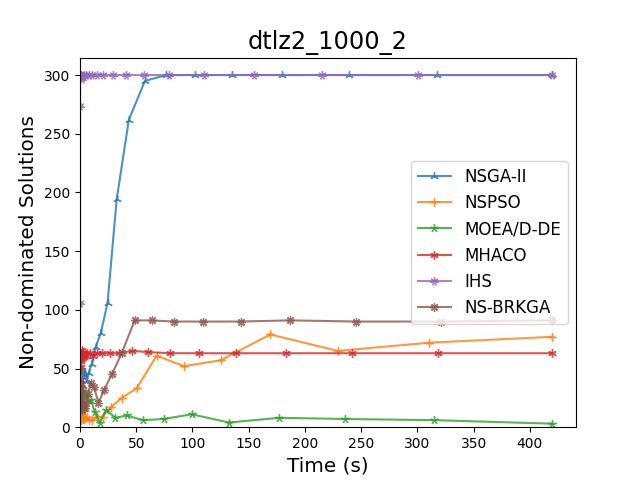 dtlz2_1000_2
Non-dominated Solutions
300
250
200
150
100
50
0
NSGA-II
NSPSO
MOEA/D-DE
MHACO
IHS
NS-BRKGA
0 50 100 150 200 250 300 350 400
Time (s)